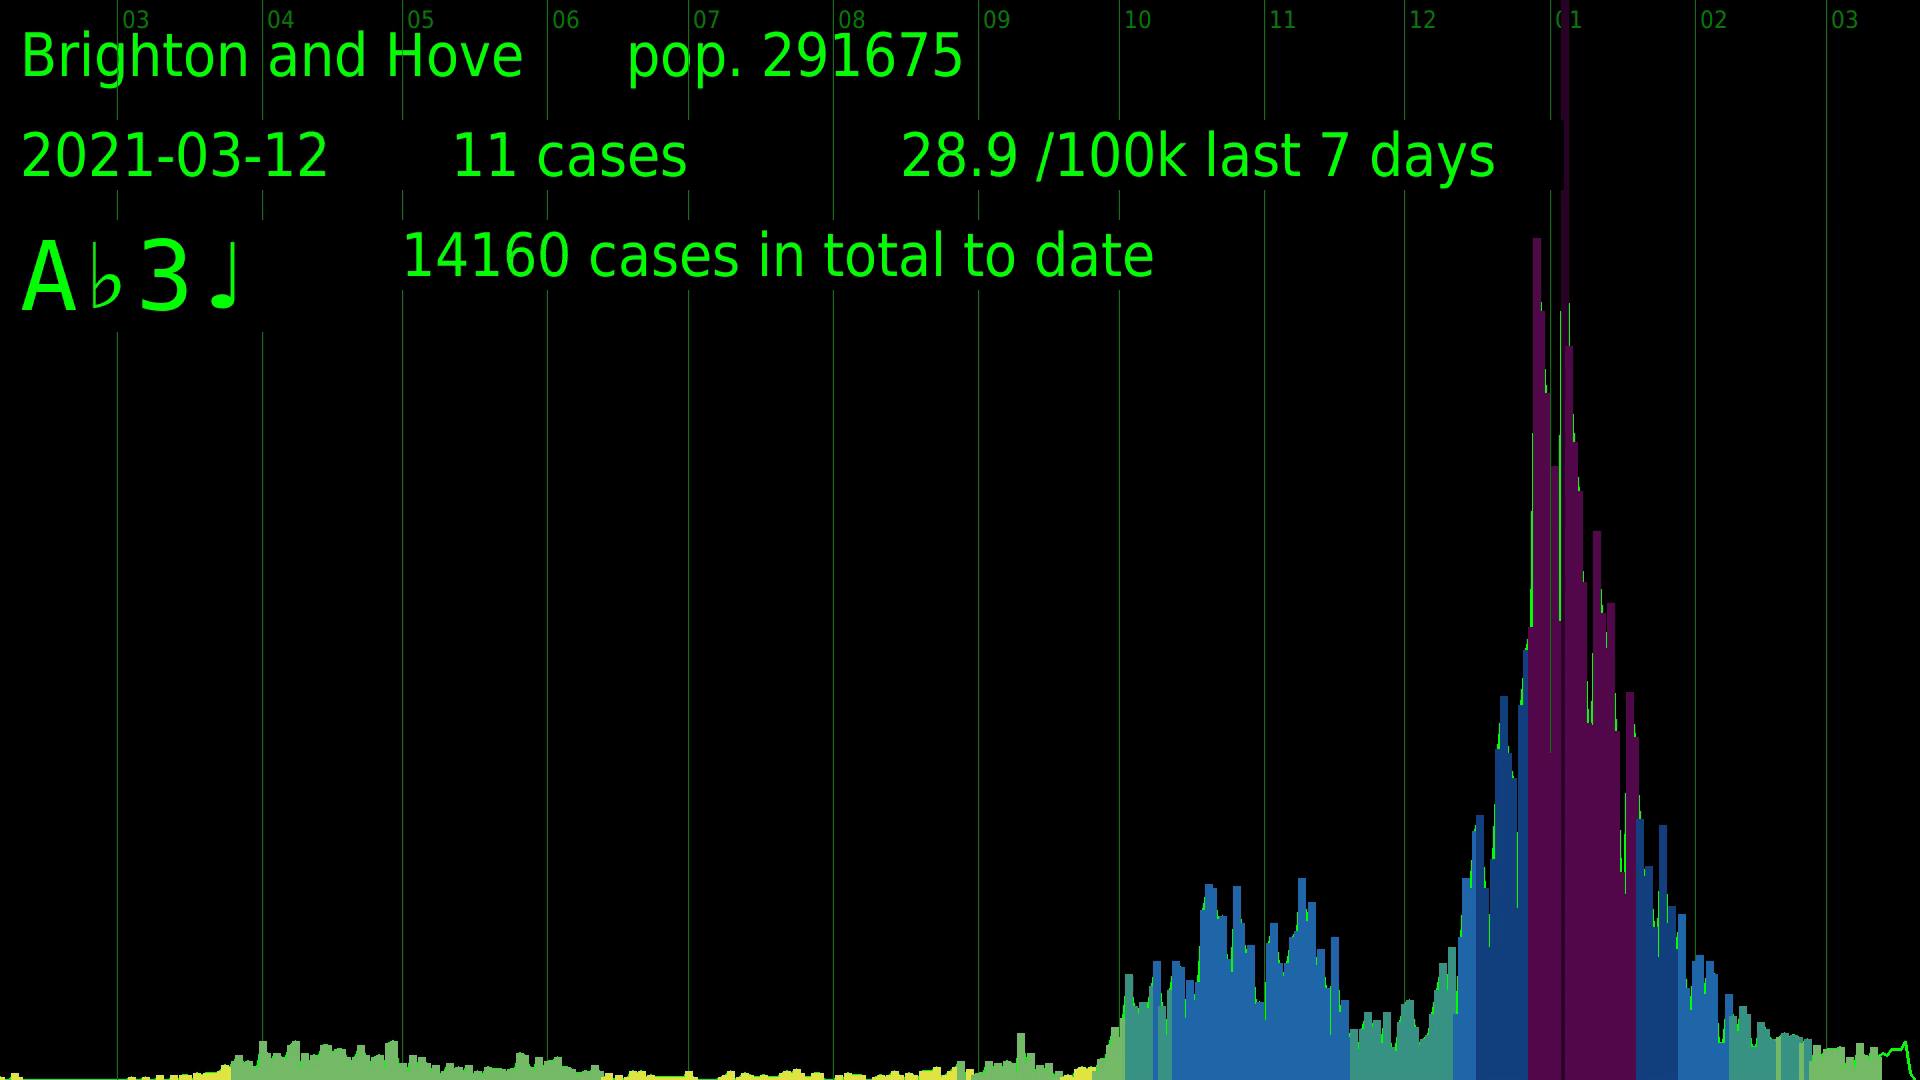 03 04 05 06 07 08 09 10 11 12 01 02 03
Brighton and Hove pop. 291675
2021-03-12 11 cases 28.9 /100k last 7 days
A♭3♩ 14160 cases in total to date